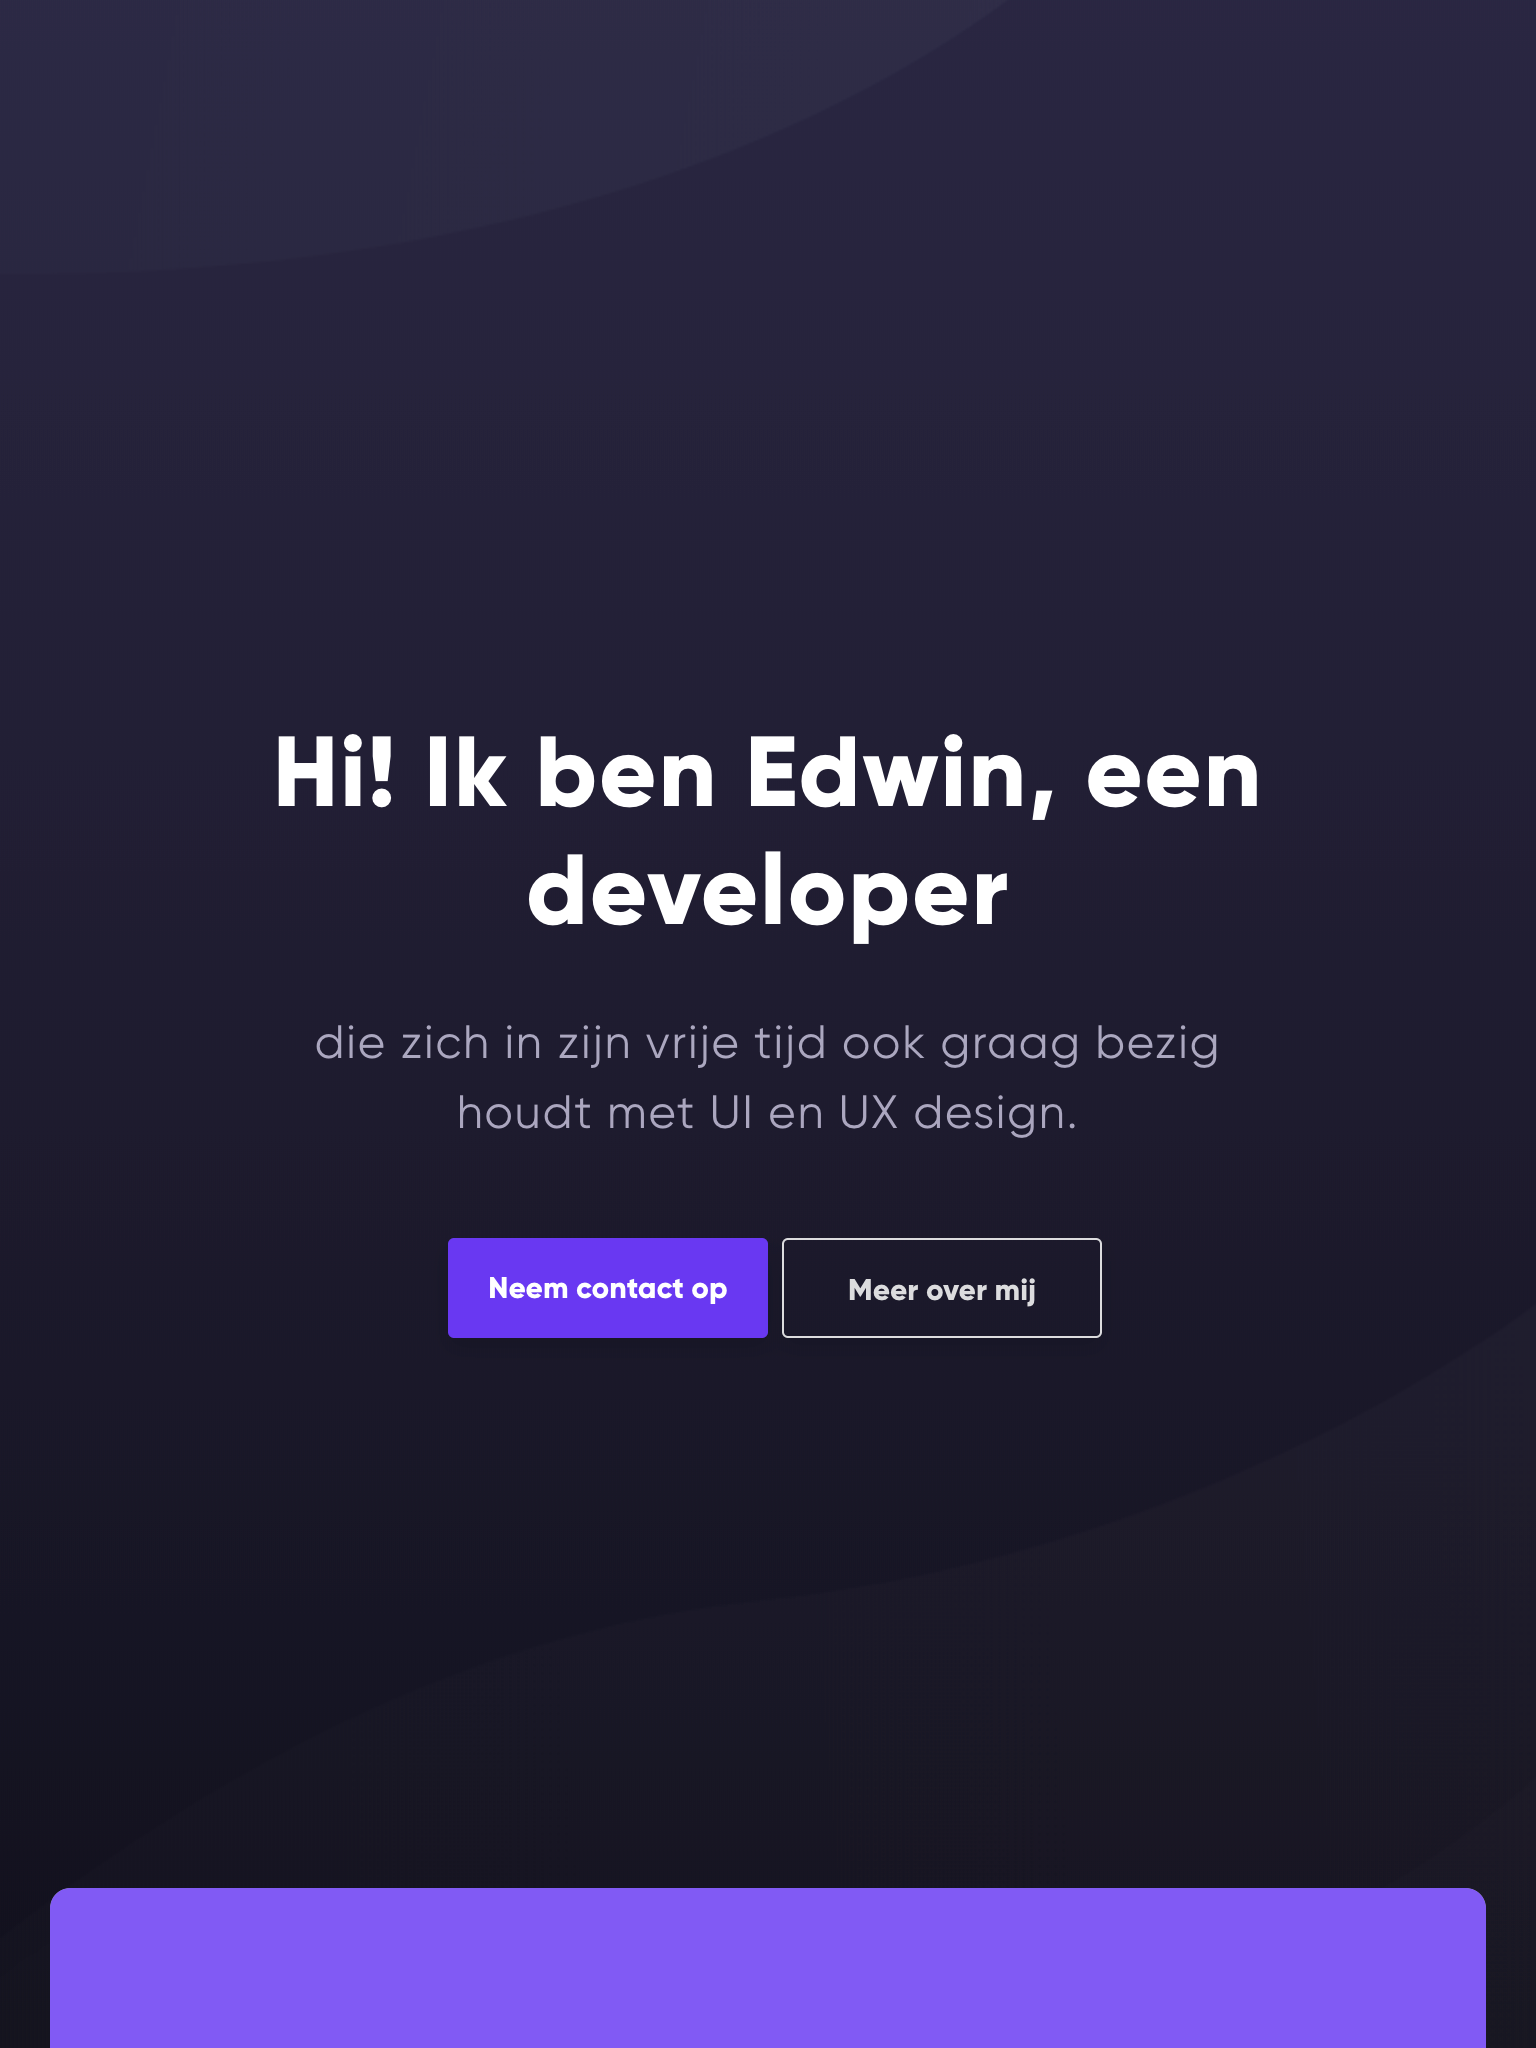 Hi! Ik ben Edwin, een
developer
die zich in zijn vrije tijd ook graag bezig
houdt met UI en UX design.
Neem contact op
Meer over mij